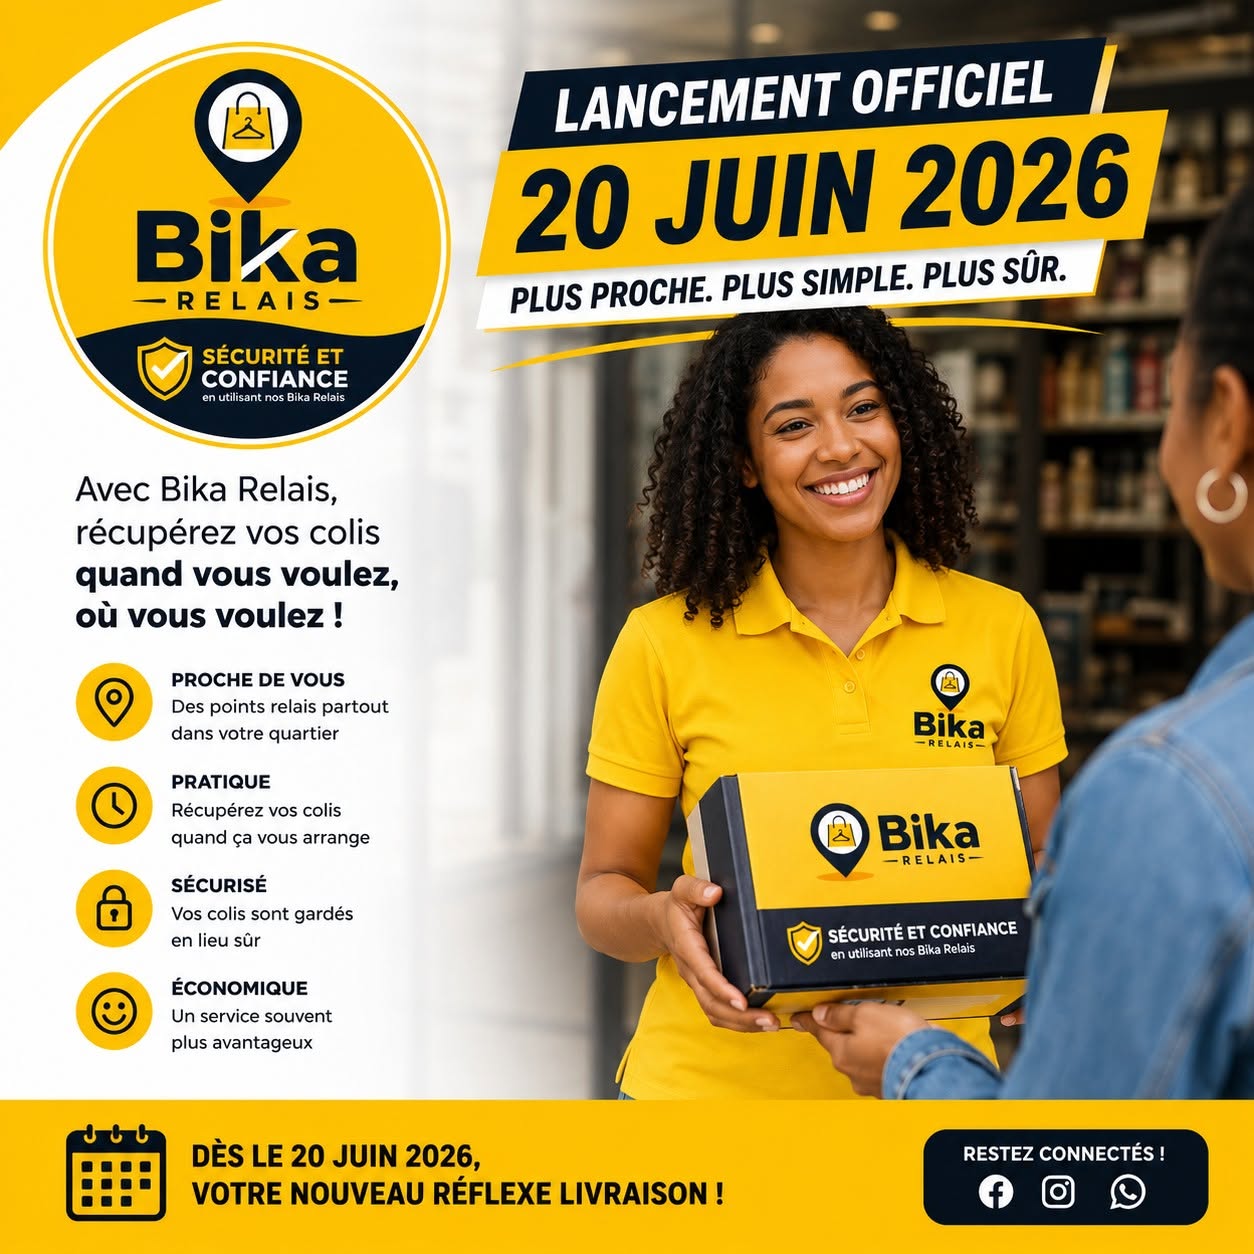 Bika
RELAIS
SÉCURITÉ ET
CONFIANCE
en utilisant nos Bika Relais
LANCEMENT OFFICIEL
20 JUIN 2026
PLUS PROCHE. PLUS SIMPLE. PLUS SÛR.
Avec Bika Relais,
récupérez vos colis
quand vous voulez,
où vous voulez !
PROCHE DE VOUS
Des points relais partout
dans votre quartier
PRATIQUE
Récupérez vos colis
quand ça vous arrange
SÉCURISÉ
Vos colis sont gardés
en lieu sûr
ÉCONOMIQUE
Un service souvent
plus avantageux
Bika
RELAIS
Bika
RELAIS
SÉCURITÉ ET CONFIANCE
en utilisant nos Bika Relais
DÈS LE 20 JUIN 2026,
VOTRE NOUVEAU RÉFLEXE LIVRAISON !
RESTEZ CONNECTÉS !